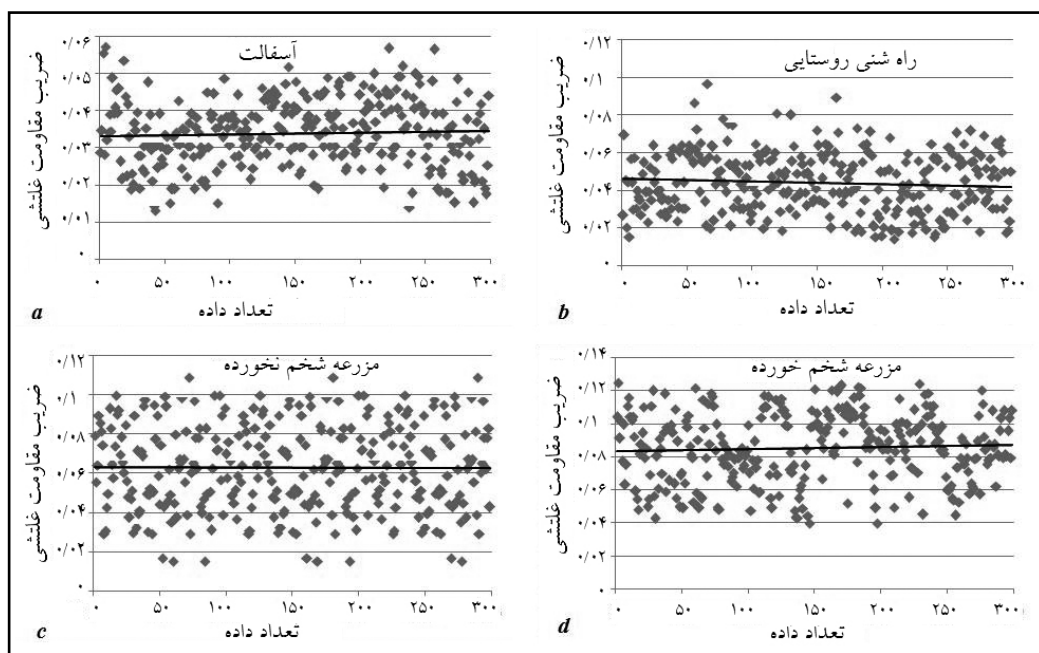 آسفالت
ضریب مقاومت غلتشی
۰/۰۶
۰/۰۵
۰/۰۴
۰/۰۳
۰/۰۲
۰/۰۱
۰
۰ ۵۰ ۱۰۰ ۱۵۰ ۲۰۰ ۲۵۰ ۳۰۰
تعداد داده
a
راه شنی روستایی
ضریب مقاومت غلتشی
۰/۱۲
۰/۱
۰/۰۸
۰/۰۶
۰/۰۴
۰/۰۲
۰
۰ ۵۰ ۱۰۰ ۱۵۰ ۲۰۰ ۲۵۰ ۳۰۰
تعداد داده
b
مزرعه شخم نخورده
ضریب مقاومت غلتشی
۰/۱۲
۰/۱
۰/۰۸
۰/۰۶
۰/۰۴
۰/۰۲
۰
۰ ۵۰ ۱۰۰ ۱۵۰ ۲۰۰ ۲۵۰ ۳۰۰
تعداد داده
c
مزرعه شخم خورده
ضریب مقاومت غلتشی
۰/۱۴
۰/۱۲
۰/۱
۰/۰۸
۰/۰۶
۰/۰۴
۰/۰۲
۰
۰ ۵۰ ۱۰۰ ۱۵۰ ۲۰۰ ۲۵۰ ۳۰۰
تعداد داده
d